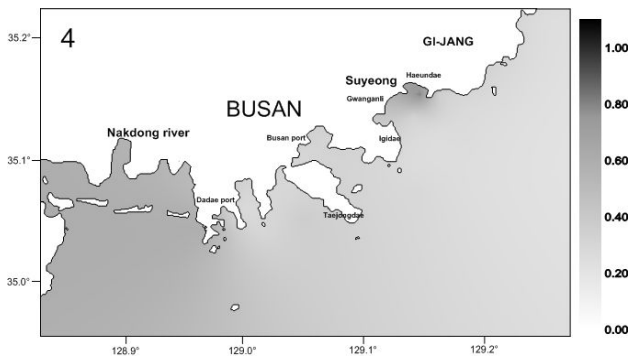 4
GI-JANG
Haeundae
Suyeong
Gwanganli
BUSAN
Igidae
Busan port
Nakdong river
Dadae port
Taejongdae
35.2°
35.1°
35.0°
128.9°
129.0°
129.1°
129.2°
1.00
0.80
0.60
0.40
0.20
0.00